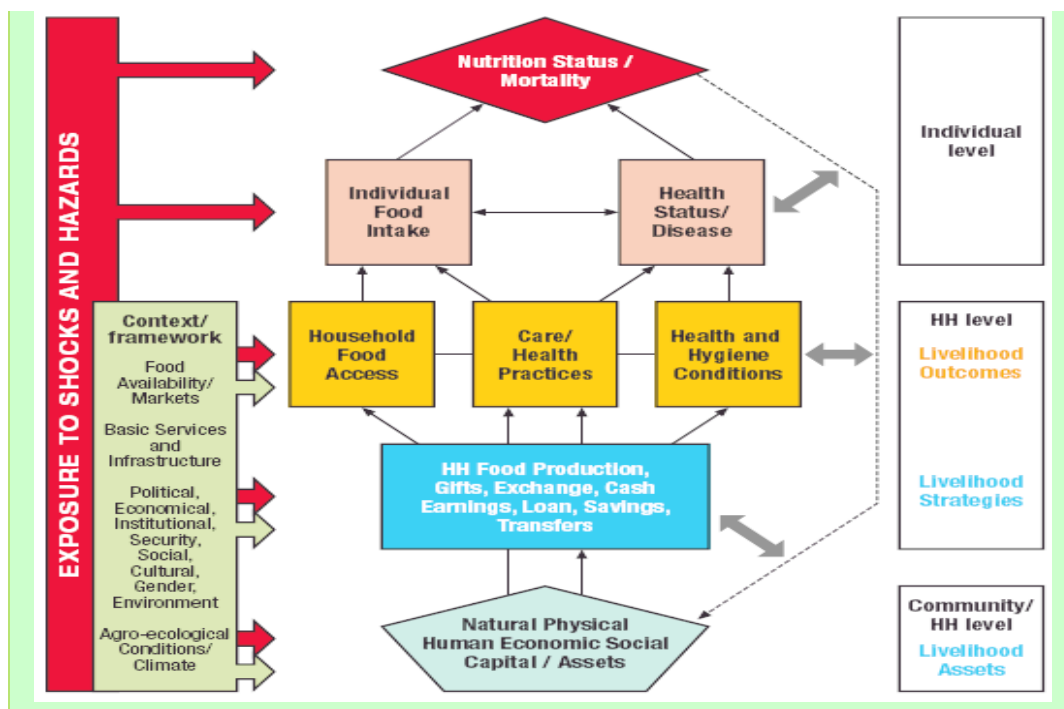 EXPOSURE TO SHOCKS AND HAZARDS
Context/
framework
Food
Availability/
Markets
Basic Services
and
Infrastructure
Political,
Economical,
Institutional,
Security,
Social,
Cultural,
Gender,
Environment
Agro-ecological
Conditions/
Climate
Nutrition Status /
Mortality
Individual
Food
Intake
Health
Status/
Disease
Household
Food
Access
Care/
Health
Practices
Health and
Hygiene
Conditions
HH Food Production,
Gifts, Exchange, Cash
Earnings, Loan, Savings,
Transfers
Natural Physical
Human Economic Social
Capital / Assets
Individual
level
HH level
Livelihood
Outcomes
Livelihood
Strategies
Community/
HH level
Livelihood
Assets